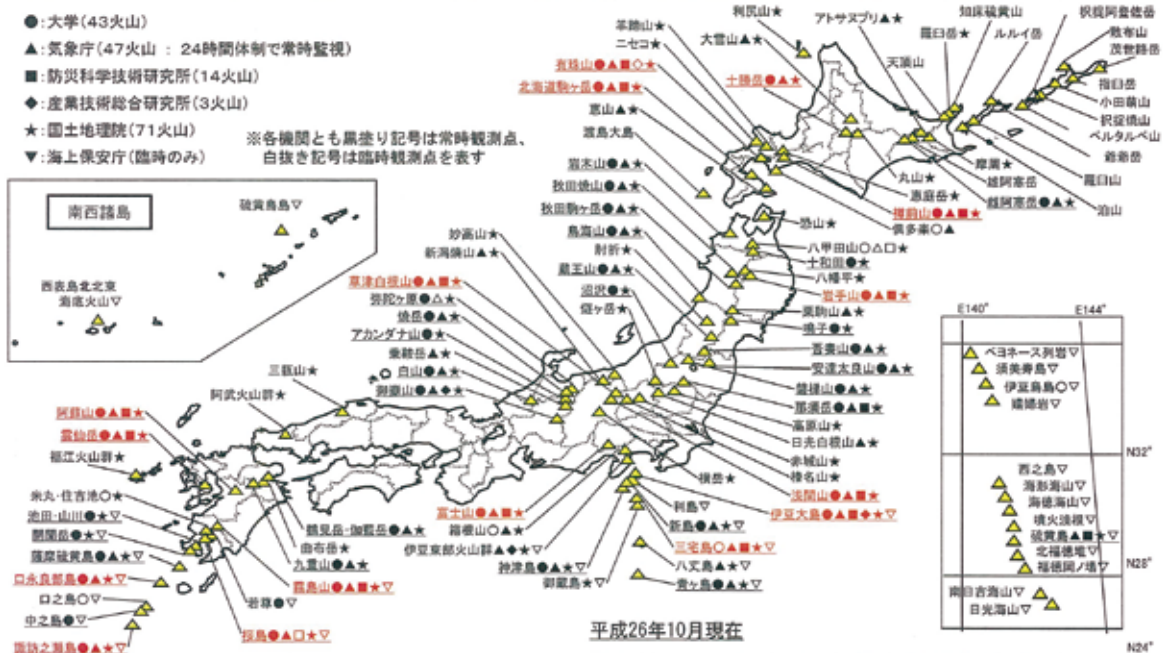 ●:大学(43火山)
▲:気象庁(47火山 : 24時間体制で常時監視)
■:防災科学技術研究所(14火山)
◆:産業技術総合研究所(3火山)
★:国土地理院(71火山)
▼:海上保安庁(臨時のみ)
※各機関とも黒塗り記号は常時観測点、
白抜き記号は臨時観測点を表す
南西諸島
硫黄鳥島▽
西表島北北東
海底火山▽
羊蹄山★
ニセコ★
有珠山●▲■◇★
北海道駒ヶ岳●▲■★
恵山▲★
渡島大島
岩木山●▲★
秋田焼山●▲★
秋田駒ヶ岳●▲★
鳥海山●▲★
肘折★
蔵王山●▲★
沼沢●★
燧ヶ岳★
利尻山★
大雪山▲★
十勝岳●▲★
アトサヌプリ▲★
天頂山
羅臼岳★
知床硫黄山
ルルイ岳
択捉阿登佐岳
散布山
茂世路岳
指臼岳
小田萌山
択捉焼山
ベルタルベ山
爺爺岳
羅臼山
泊山
摩周★
雄阿寒岳
雌阿寒岳●▲★
丸山★
恵庭岳★
樽前山●▲■★
倶多楽○▲
恐山★
八甲田山○△□★
十和田●★
八幡平★
岩手山●▲■★
栗駒山▲★
鳴子●★
吾妻山●▲★
安達太良山●▲★
磐梯山●▲★
那須岳●▲■★
高原山★
日光白根山▲★
赤城山★
榛名山★
浅間山●▲■★
横岳★
妙高山★
新潟焼山▲★
草津白根山●▲■★
弥陀ヶ原●△★
焼岳●▲★
アカンダナ山●★
乗鞍岳▲★
白山●▲★
御嶽山●▲◆★
三瓶山★
阿武火山群★
阿蘇山●▲■★
雲仙岳●▲■★
福江火山群★
米丸・住吉池○★
池田・山川●★▽
開聞岳●★▽
薩摩硫黄島●▲★▽
口永良部島●▲★▽
口之島○▽
中之島●▽
諏訪之瀬島●▲★▽
桜島●▲□★▽
若尊●▽
霧島山●▲■★▽
九重山●▲★
由布岳★
鶴見岳・伽藍岳●▲★
富士山●▲■★
箱根山○▲★
伊豆東部火山群▲◆★▽
神津島●▲★▽
御蔵島★▽
利島▽
新島●▲★▽
伊豆大島●▲■◆★▽
三宅島○▲■★▽
八丈島▲★▽
青ヶ島●▲★▽
平成26年10月現在
E140°
E144°
ベヨネース列岩▽
須美寿島▽
伊豆鳥島○▽
孀婦岩▽
N32°
西之島▽
海形海山▽
海徳海山▽
噴火浅根▽
硫黄島▲■★▽
北福徳堆▽
福徳岡ノ場▽
N28°
南日吉海山▽
日光海山▽
N24°